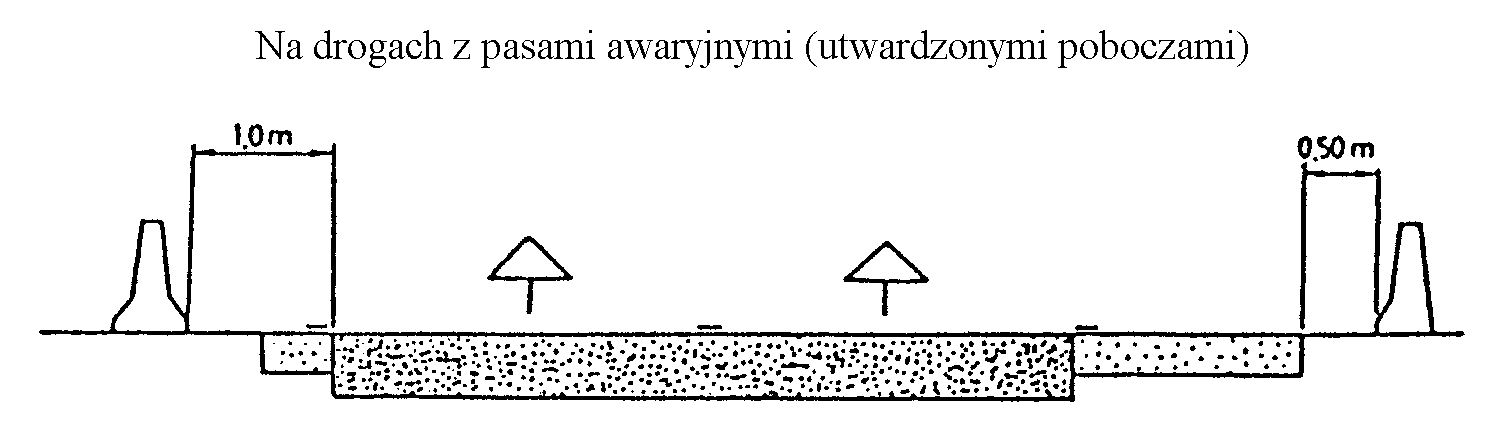 Na drogach z pasami awaryjnymi (utwardzonymi poboczami)
1.0 m
0.50 m